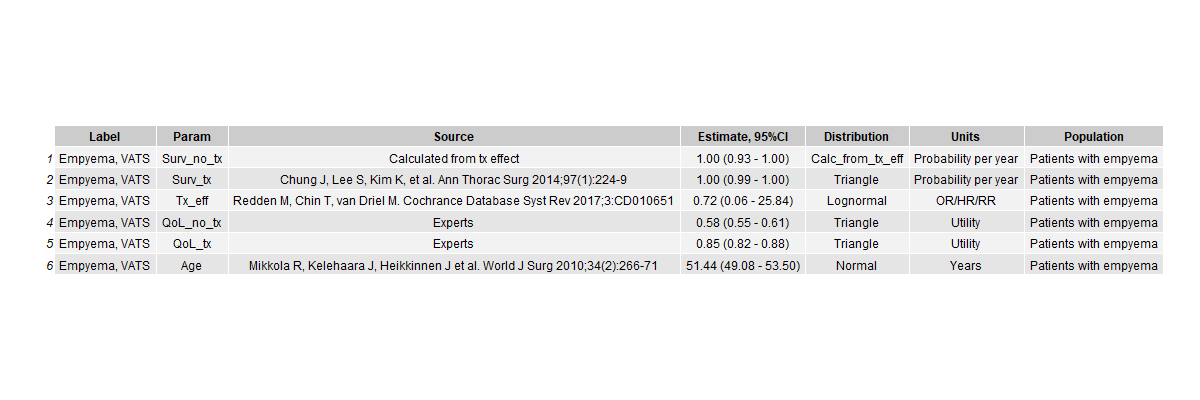 Label Param Source Estimate, 95%CI Distribution Units Population
1 Empyema, VATS Surv_no_tx Calculated from tx effect 1.00 (0.93 - 1.00) Calc_from_tx_eff Probability per year Patients with empyema
2 Empyema, VATS Surv_tx Chung J, Lee S, Kim K, et al. Ann Thorac Surg 2014;97(1):224-9 1.00 (0.99 - 1.00) Triangle Probability per year Patients with empyema
3 Empyema, VATS Tx_eff Redden M, Chin T, van Driel M. Cochrance Database Syst Rev 2017;3:CD010651 0.72 (0.06 - 25.84) Lognormal OR/HR/RR Patients with empyema
4 Empyema, VATS QoL_no_tx Experts 0.58 (0.55 - 0.61) Triangle Utility Patients with empyema
5 Empyema, VATS QoL_tx Experts 0.85 (0.82 - 0.88) Triangle Utility Patients with empyema
6 Empyema, VATS Age Mikkola R, Kelehaara J, Heikkinnen J et al. World J Surg 2010;34(2):266-71 51.44 (49.08 - 53.50) Normal Years Patients with empyema